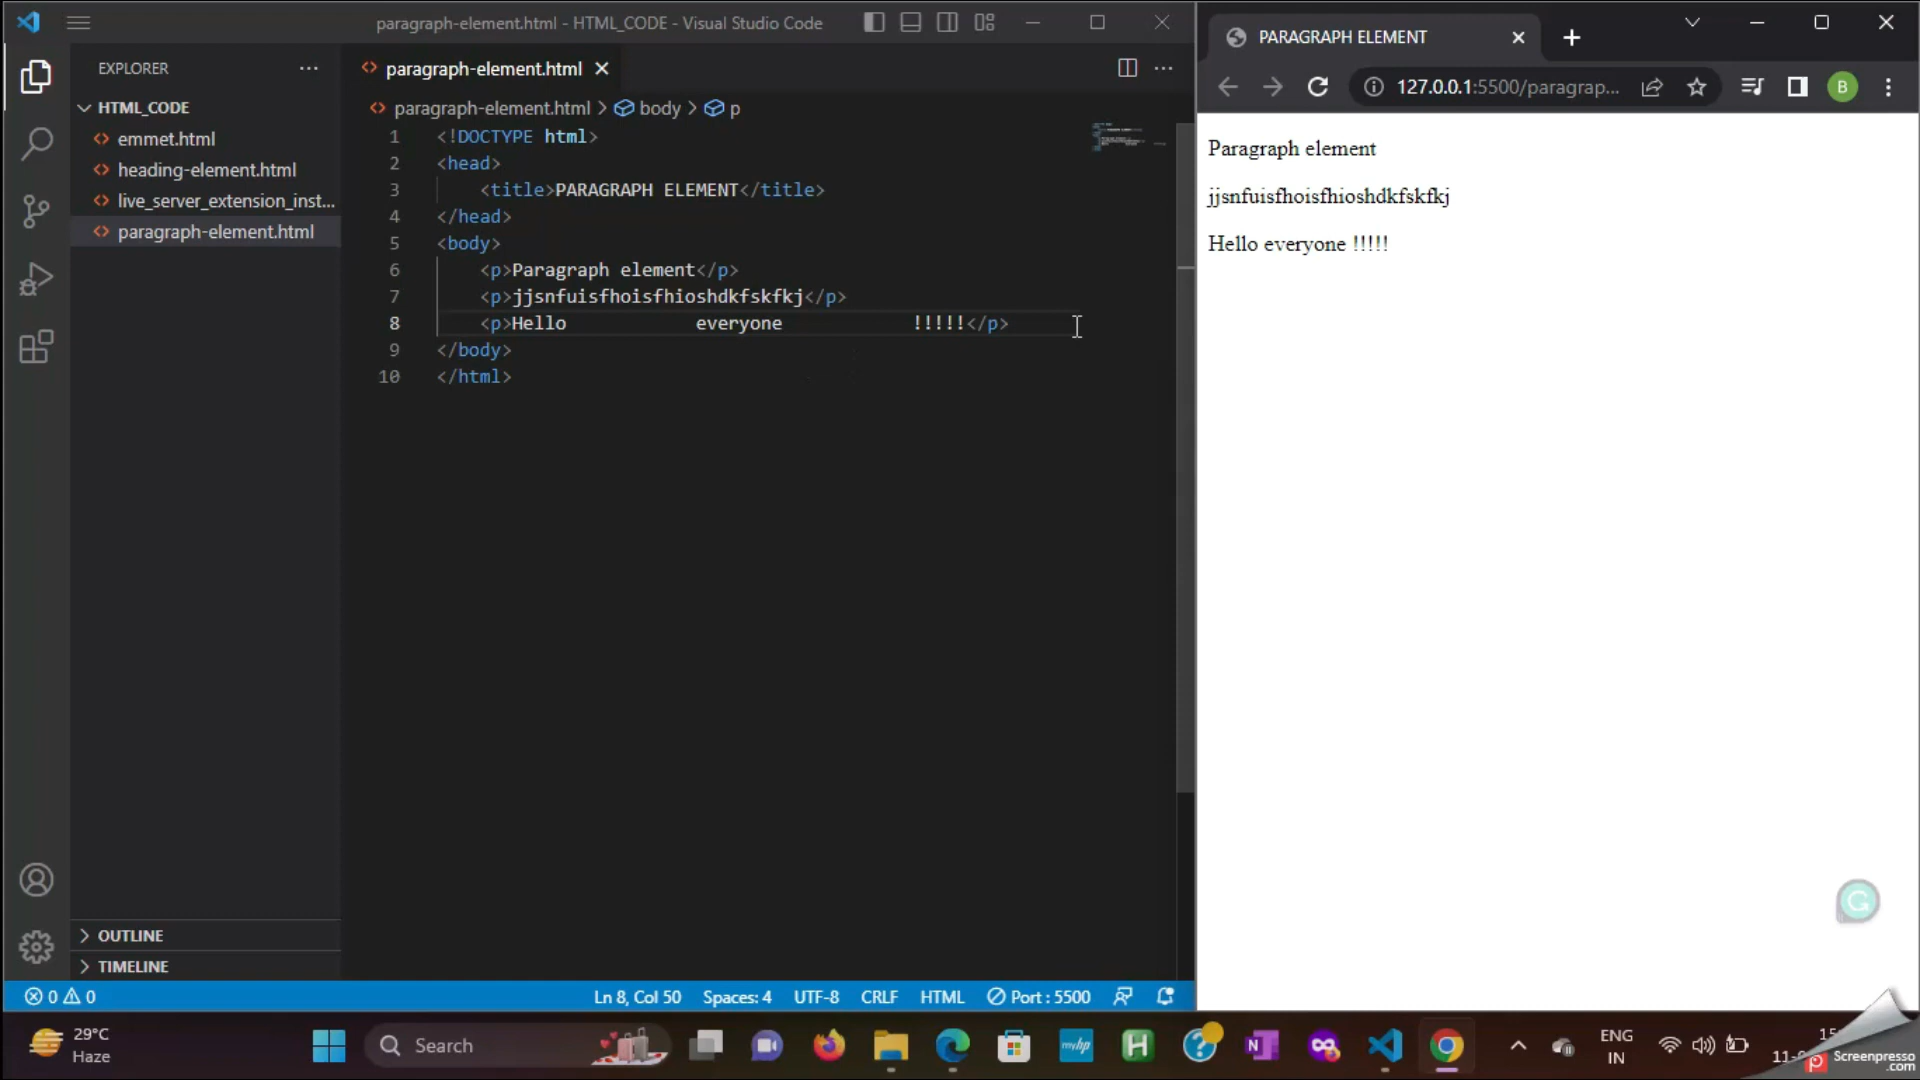 paragraph-element.html - HTML_CODE - Visual Studio Code
EXPLORER
HTML_CODE
emmet.html
heading-element.html
live_server_extension_inst...
paragraph-element.html
OUTLINE
TIMELINE
paragraph-element.html
paragraph-element.html > body > p
1 <!DOCTYPE html>
2 <head>
3 <title>PARAGRAPH ELEMENT</title>
4 </head>
5 <body>
6 <p>Paragraph element</p>
7 <p>jjsnfuisfhoisfhioshdkfskfkj</p>
8 <p>Hello            everyone            !!!!!</p>
9 </body>
10 </html>
0 0
Ln 8, Col 50 Spaces: 4 UTF-8 CRLF HTML Port : 5500
PARAGRAPH ELEMENT
127.0.0.1:5500/paragrap...
B
Paragraph element
jjsnfuisfhoisfhioshdkfskfkj
Hello everyone !!!!!
G
29°C
Haze
Search
myhp
H
?
N
ENG
IN
Screenpresso
.com